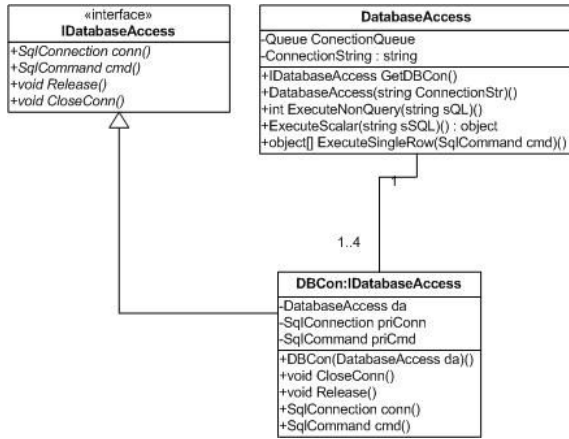 «interface»
IDatabaseAccess
+SqlConnection conn()
+SqlCommand cmd()
+void Release()
+void CloseConn()
DatabaseAccess
-Queue ConectionQueue
-ConnectionString : string
+IDatabaseAccess GetDBCon()
+DatabaseAccess(string ConnectionStr)()
+int ExecuteNonQuery(string sQL)()
+ExecuteScalar(string sSQL)() : object
+object[] ExecuteSingleRow(SqlCommand cmd)()
1
1..4
DBCon:IDatabaseAccess
-DatabaseAccess da
-SqlConnection priConn
-SqlCommand priCmd
+DBCon(DatabaseAccess da)()
+void CloseConn()
+void Release()
+SqlConnection conn()
+SqlCommand cmd()